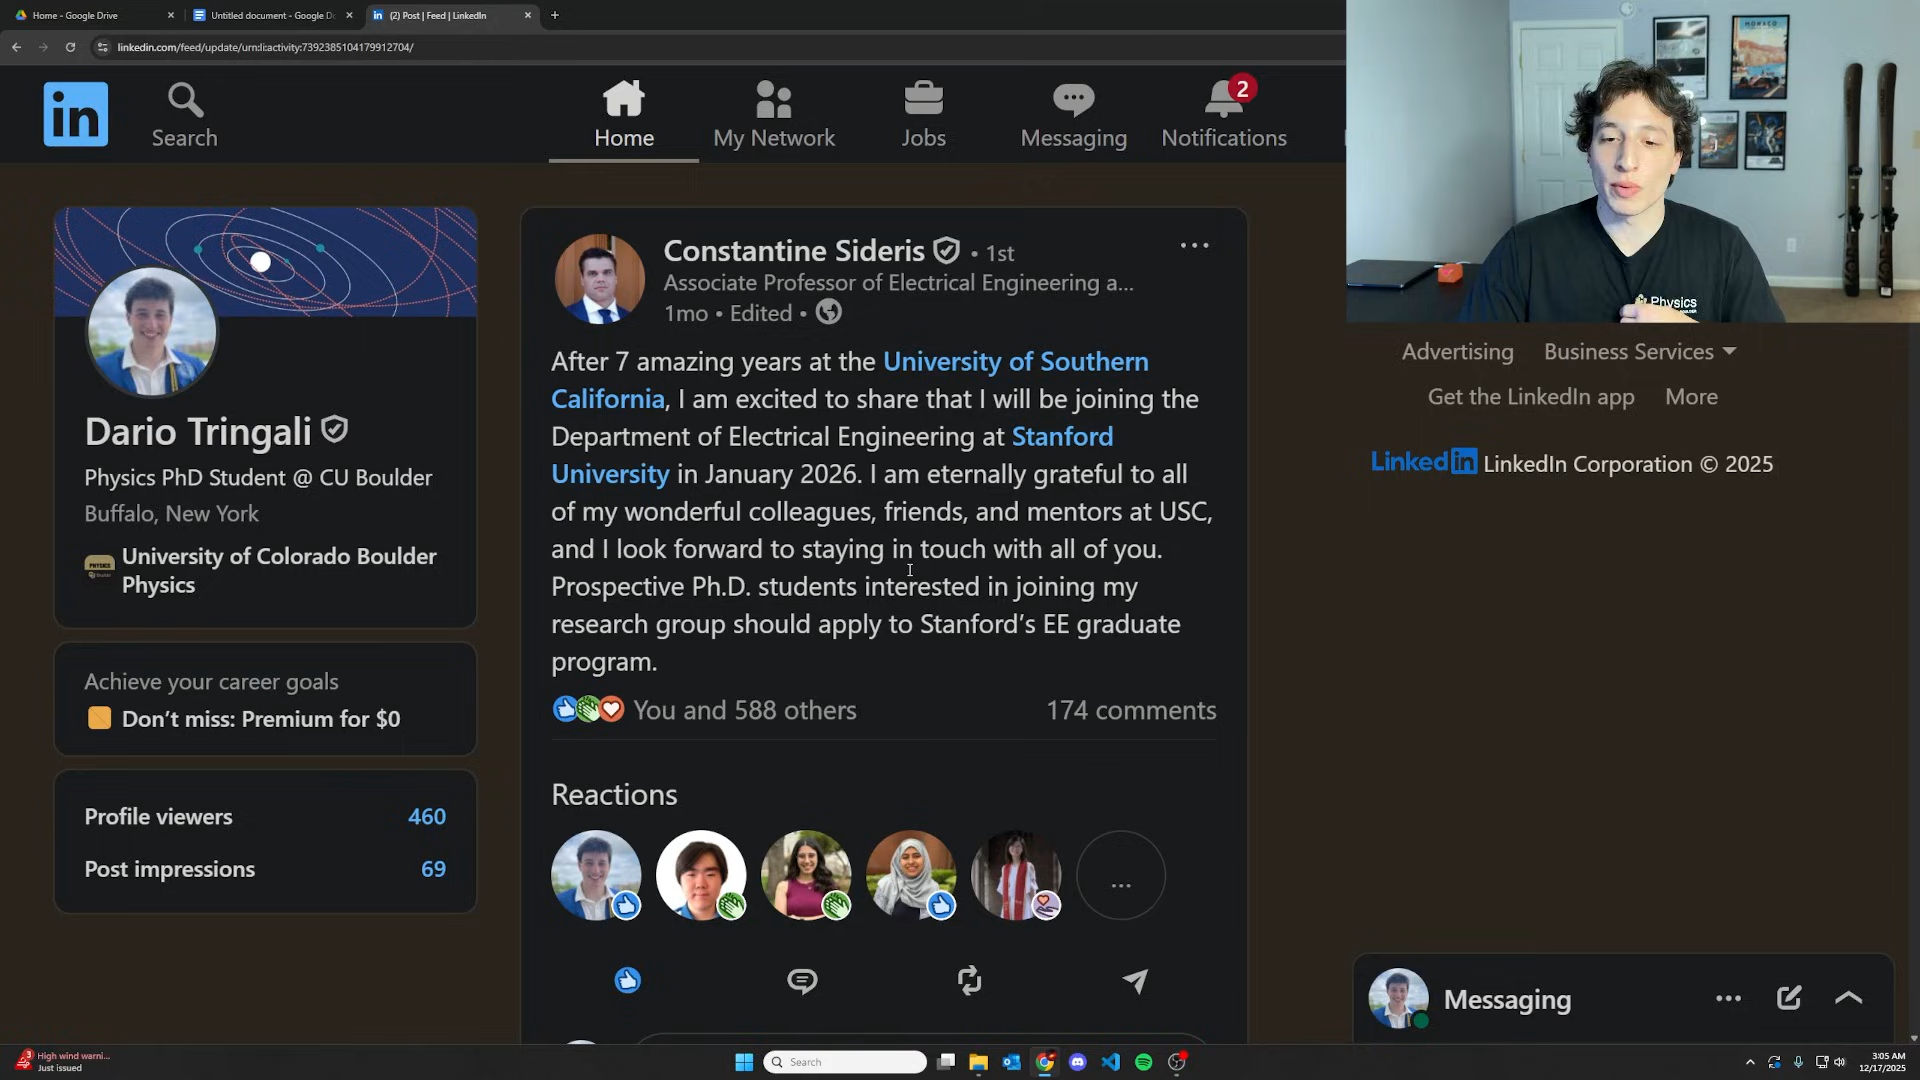 Home - Google Drive
Untitled document - Google D
(2) Post | Feed | LinkedIn
linkedin.com/feed/update/urn:li:activity:7392385104179912704/
in
Search
Home
My Network
Jobs
Messaging
2
Notifications
MONACO
Physics
Dario Tringali
Physics PhD Student @ CU Boulder
Buffalo, New York
PHYSICS
University of Colorado Boulder
Physics
Achieve your career goals
Don’t miss: Premium for $0
Profile viewers 460
Post impressions 69
Constantine Sideris • 1st
Associate Professor of Electrical Engineering a...
1mo • Edited •
After 7 amazing years at the University of Southern
California, I am excited to share that I will be joining the
Department of Electrical Engineering at Stanford
University in January 2026. I am eternally grateful to all
of my wonderful colleagues, friends, and mentors at USC,
and I look forward to staying in touch with all of you.
Prospective Ph.D. students interested in joining my
research group should apply to Stanford’s EE graduate
program.
You and 588 others
174 comments
Reactions
Advertising
Business Services
Get the LinkedIn app
More
LinkedIn LinkedIn Corporation © 2025
Messaging
3
High wind warni...
Just issued
Search
3:05 AM
12/17/2025